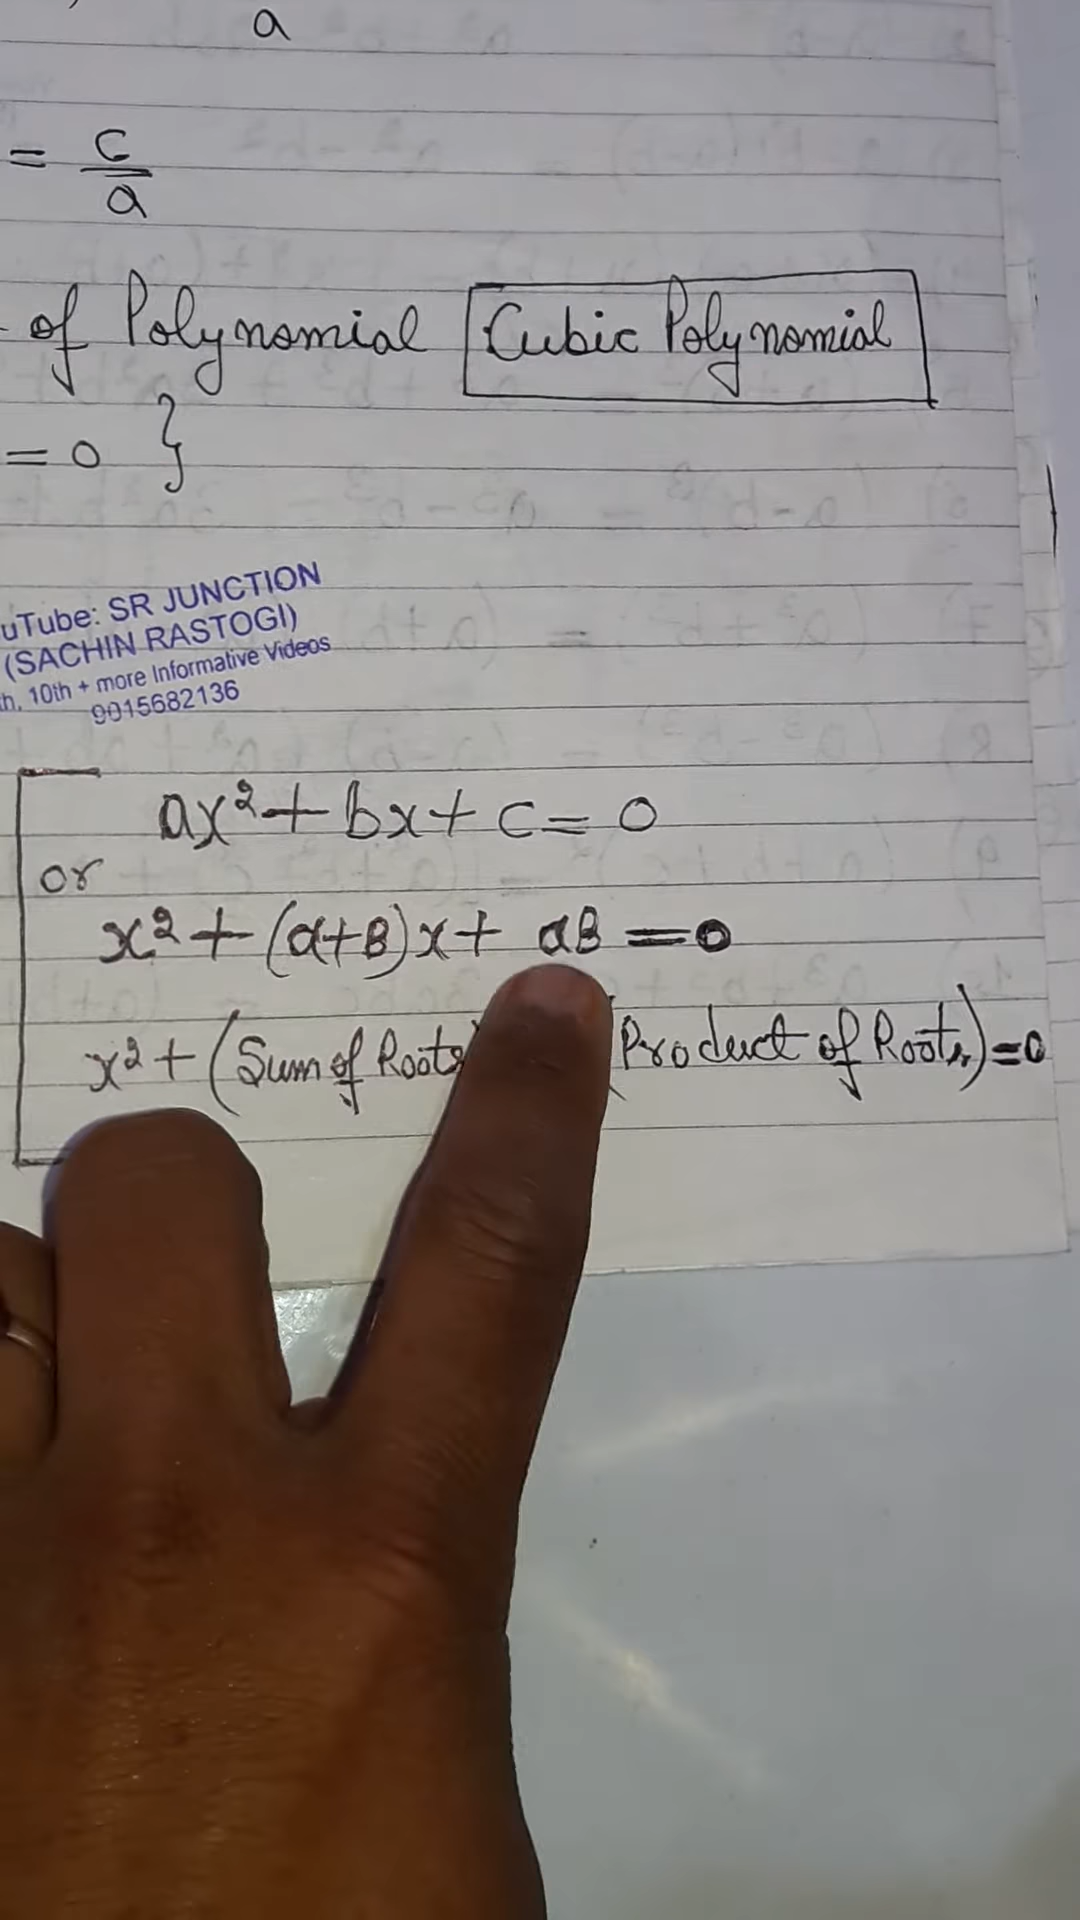 a
= c/a
of Polynomial Cubic Polynomial
= 0 }
uTube: SR JUNCTION
(SACHIN RASTOGI)
th, 10th + more Informative Videos
9015682136
ax² + bx + c = 0
or
x² + (α+β)x + αβ = 0
x² + (Sum of Roots (Product of Roots) = 0